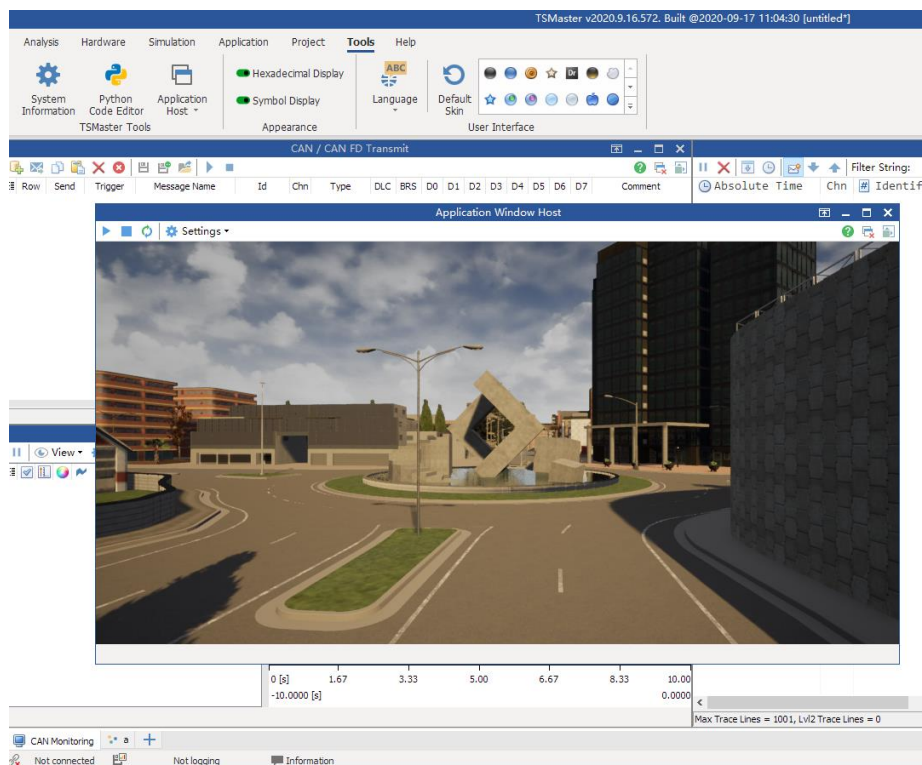 TSMaster v2020.9.16.572. Built @2020-09-17 11:04:30 [untitled*]
Analysis Hardware Simulation Application Project Tools Help
System Information
Python Code Editor
Application Host
TSMaster Tools
Hexadecimal Display
Symbol Display
Appearance
ABC
Language
Default Skin
Dr
User Interface
CAN / CAN FD Transmit
Filter String:
Row Send Trigger Message Name Id Chn Type DLC BRS D0 D1 D2 D3 D4 D5 D6 D7 Comment
Absolute Time Chn # Identif
Application Window Host
Settings
View
0 [s] 1.67 3.33 5.00 6.67 8.33 10.00
-10.0000 [s] 0.0000
Max Trace Lines = 1001, Lvl2 Trace Lines = 0
CAN Monitoring a
Not connected Not logging Information